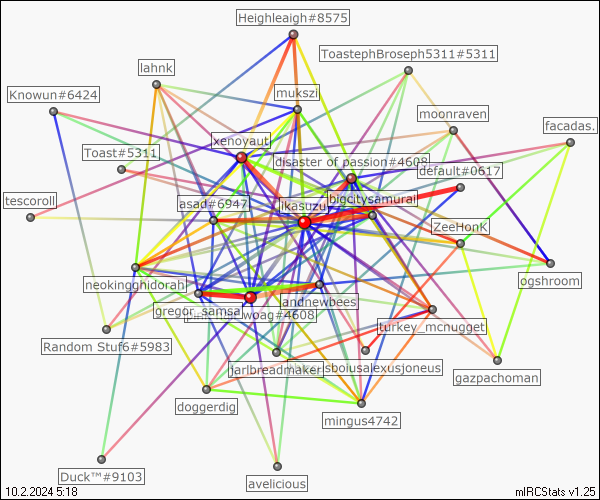 Heighleaigh#8575
ToastephBroseph5311#5311
lahnk
Knowun#6424
mukszi
moonraven
facadas.
xenoyaut
Toast#5311
disaster of passion#4608
default#0617
bigcitysamurai
tescoroll
asad#6947
ikasuzu
ZeeHonK
neokingghidorah
ogshroom
andnewbees
gregor_samsa
woag#4608
turkey_mcnugget
Random Stuf6#5983
jarlbreadmaker
sboiusalexusjoneus
gazpachoman
doggerdig
mingus4742
Duck™#9103
avelicious
10.2.2024 5:18
mIRCStats v1.25